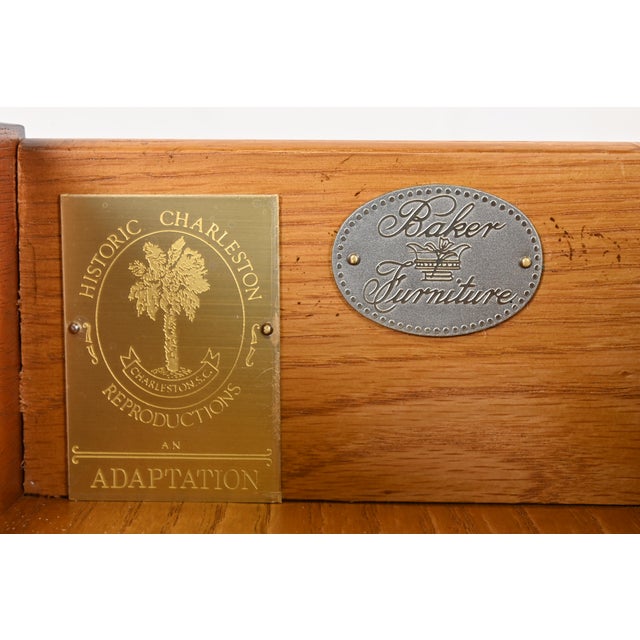 HISTORIC CHARLESTON
CHARLESTON S.C.
REPRODUCTIONS
AN
ADAPTATION
Baker
Furniture